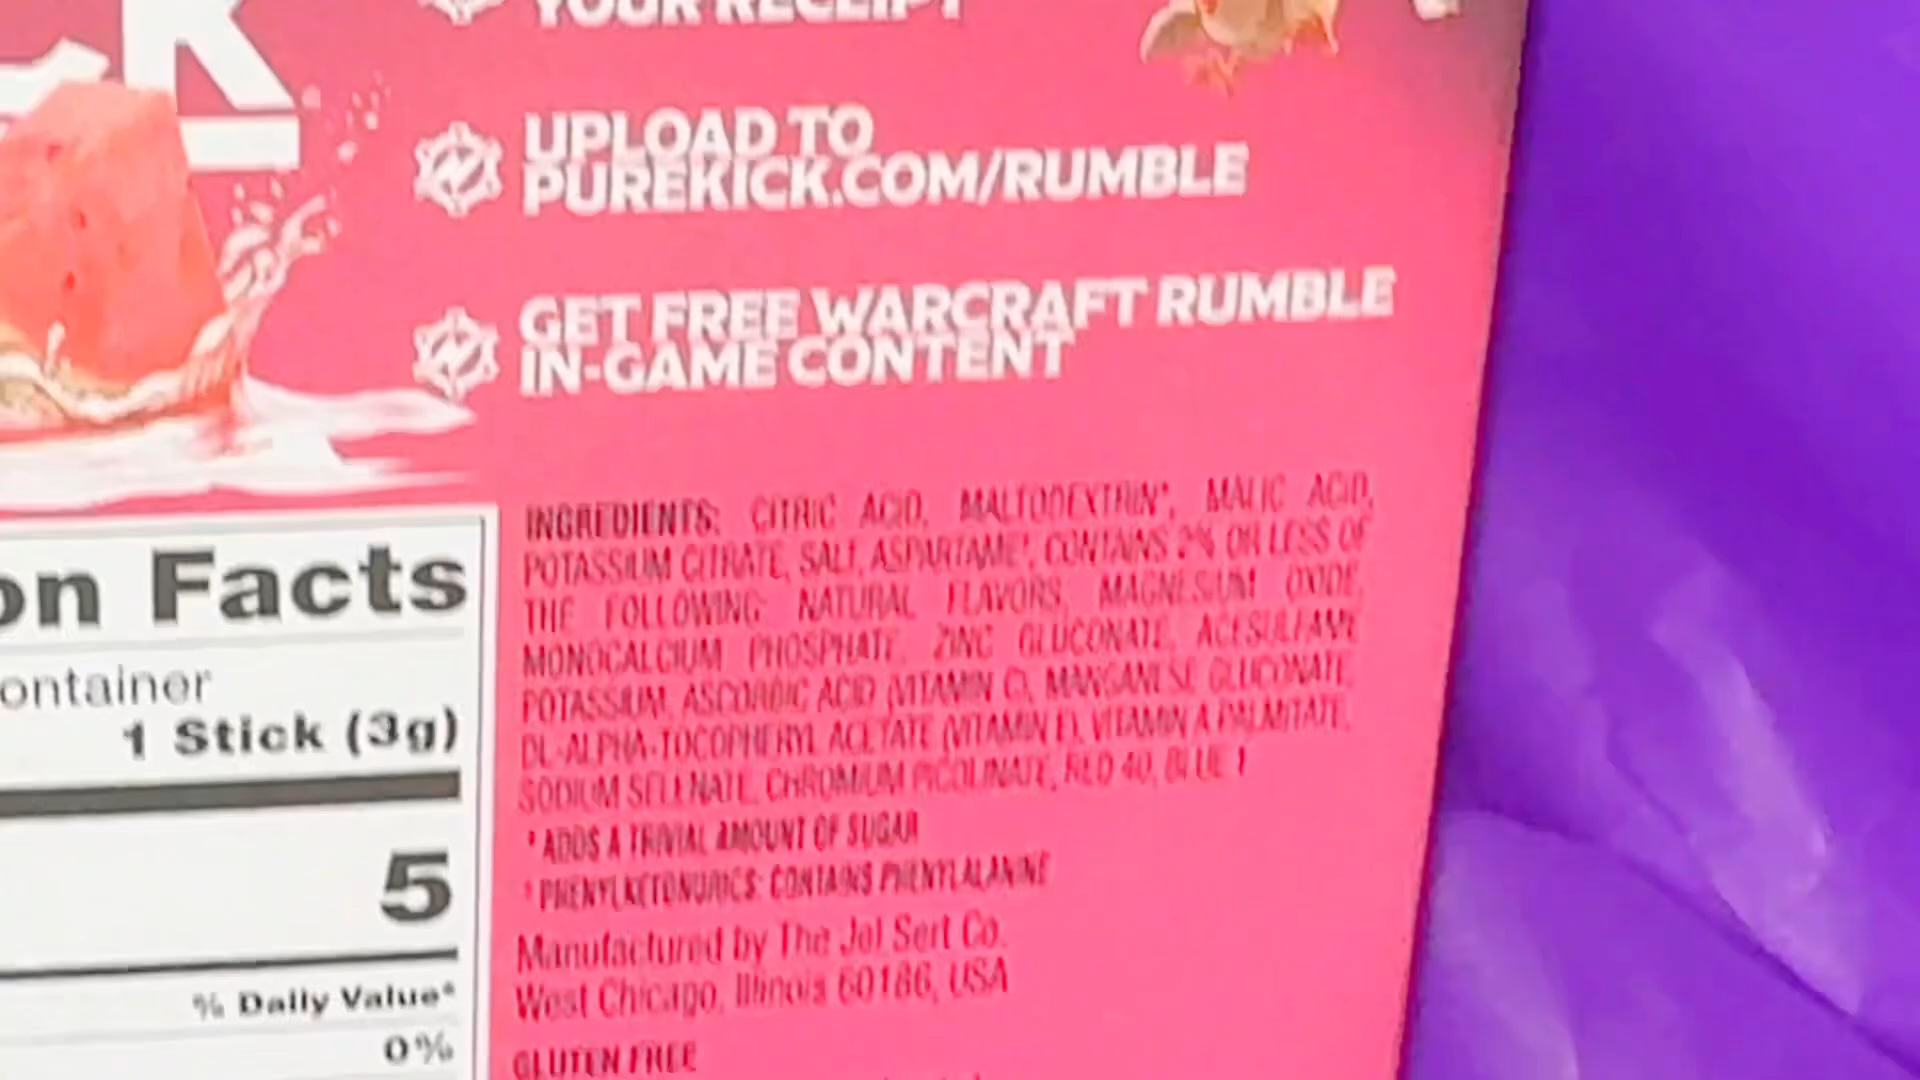 CK
YOUR RECEIPT
UPLOAD TO
PUREKICK.COM/RUMBLE
GET FREE WARCRAFT RUMBLE
IN-GAME CONTENT
on Facts
ontainer
1 Stick (3g)
5
% Daily Value*
0%
INGREDIENTS: CITRIC ACID, MALTODEXTRIN*, MALIC ACID,
POTASSIUM CITRATE, SALT, ASPARTAME†, CONTAINS 2% OR LESS OF
THE FOLLOWING: NATURAL FLAVORS, MAGNESIUM OXIDE,
MONOCALCIUM PHOSPHATE, ZINC GLUCONATE, ACESULFAME
POTASSIUM, ASCORBIC ACID (VITAMIN C), MANGANESE GLUCONATE,
DL-ALPHA-TOCOPHERYL ACETATE (VITAMIN E), VITAMIN A PALMITATE,
SODIUM SELENATE, CHROMIUM PICOLINATE, RED 40, BLUE 1
* ADDS A TRIVIAL AMOUNT OF SUGAR
† PHENYLKETONURICS: CONTAINS PHENYLALANINE
Manufactured by The Jel Sert Co.
West Chicago, Illinois 60186, USA
GLUTEN FREE